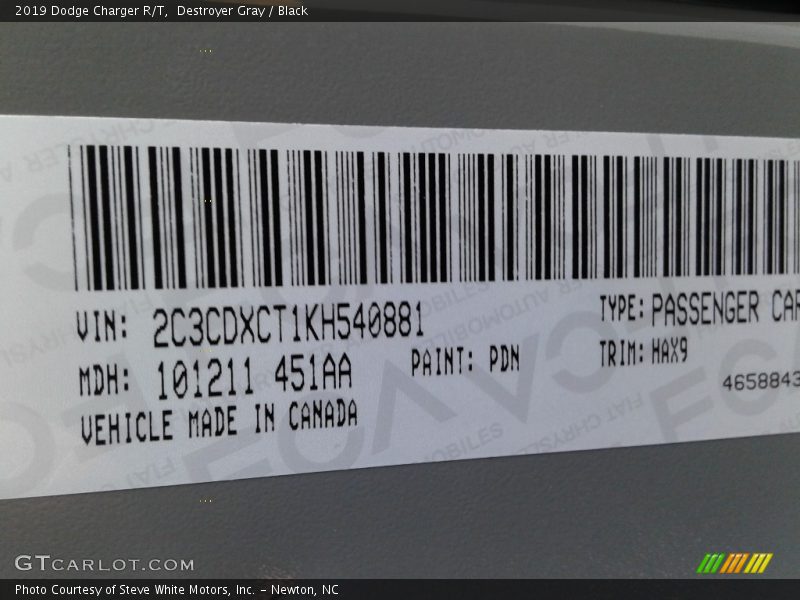 2019 Dodge Charger R/T,  Destroyer Gray / Black
VIN: 2C3CDXCT1KH540881
TYPE: PASSENGER CAR
MDH: 101211 451AA
PAINT: PDN
TRIM: HAX9
4658843
VEHICLE MADE IN CANADA
GTCARLOT.COM
Photo Courtesy of Steve White Motors, Inc. – Newton, NC